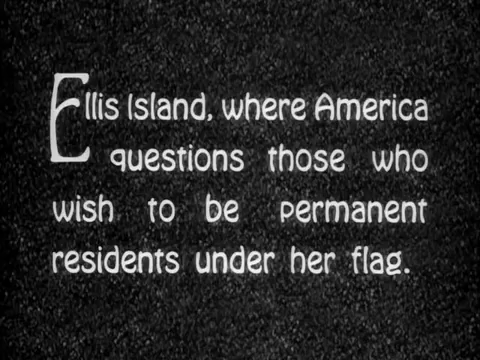 Ellis Island, where America
questions those who
wish to be permanent
residents under her flag.